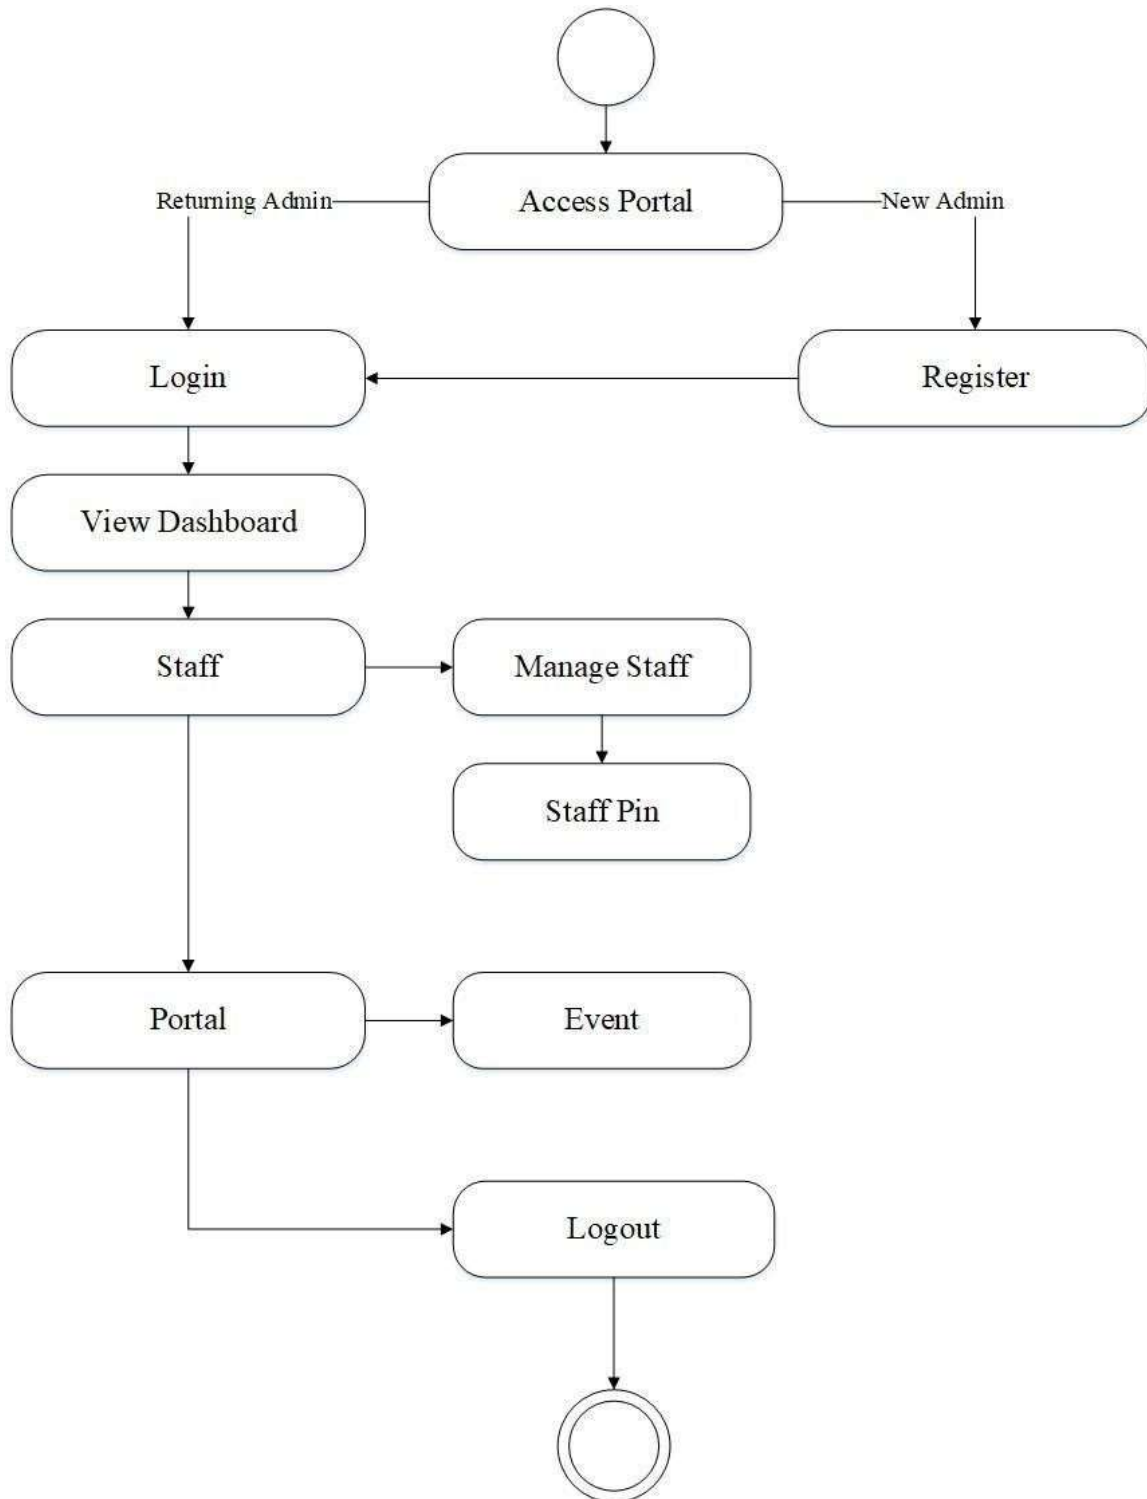 Access Portal
Returning Admin
New Admin
Login
Register
View Dashboard
Staff
Manage Staff
Staff Pin
Portal
Event
Logout